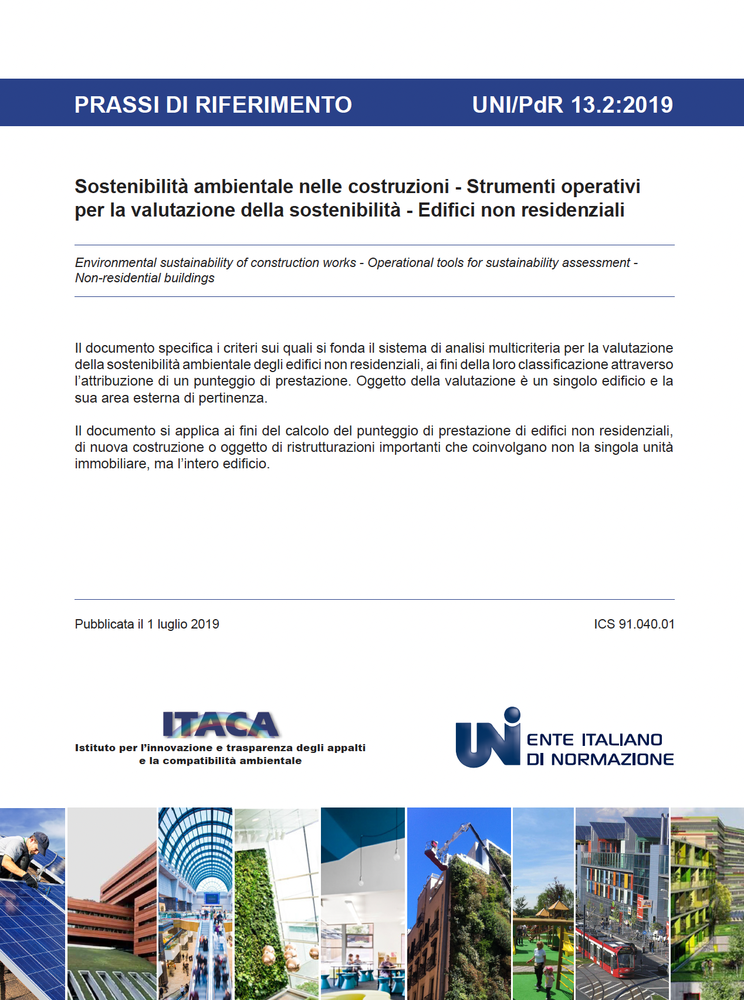 PRASSI DI RIFERIMENTO UNI/PdR 13.2:2019
Sostenibilità ambientale nelle costruzioni - Strumenti operativi
per la valutazione della sostenibilità - Edifici non residenziali
Environmental sustainability of construction works - Operational tools for sustainability assessment -
Non-residential buildings
Il documento specifica i criteri sui quali si fonda il sistema di analisi multicriteria per la valutazione
della sostenibilità ambientale degli edifici non residenziali, ai fini della loro classificazione attraverso
l’attribuzione di un punteggio di prestazione. Oggetto della valutazione è un singolo edificio e la
sua area esterna di pertinenza.
Il documento si applica ai fini del calcolo del punteggio di prestazione di edifici non residenziali,
di nuova costruzione o oggetto di ristrutturazioni importanti che coinvolgano non la singola unità
immobiliare, ma l’intero edificio.
Pubblicata il 1 luglio 2019 ICS 91.040.01
ITACA
Istituto per l’innovazione e trasparenza degli appalti
e la compatibilità ambientale
UNI ENTE ITALIANO
DI NORMAZIONE
dm